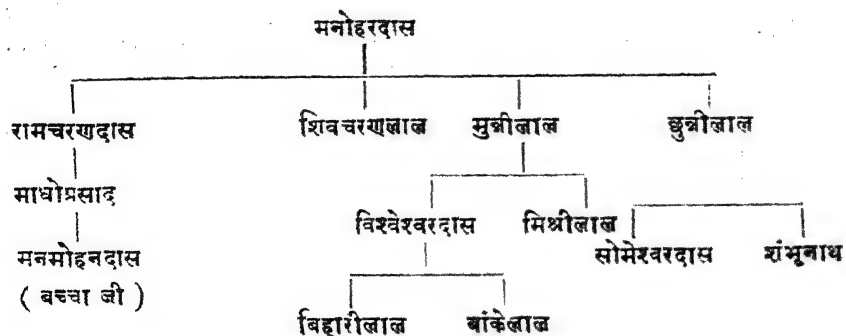 मनोहरदास
रामचरणदास शिवचरणलाल मुन्नीलाल छुन्नीलाल
माधोप्रसाद
विश्वेश्वरदास मिश्रीलाल
मनमोहनदास सोमेश्वरदास शंभूनाथ
( बच्चा जी )
बिहारीलाल बांकेलाल